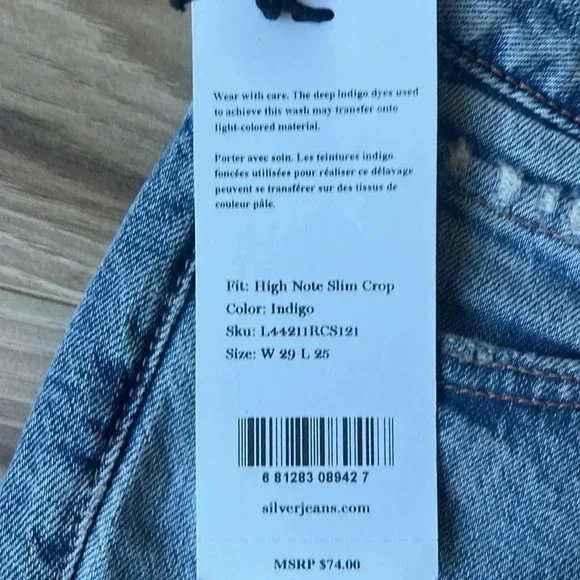 Wear with care. The deep indigo dyes used
to achieve this wash may transfer onto
light-colored material.
Porter avec soin. Les teintures indigo
foncées utilisées pour réaliser ce délavage
peuvent se transférer sur des tissus de
couleur pâle.
Fit: High Note Slim Crop
Color: Indigo
Sku: L44211RCS121
Size: W 29 L 25
6 81283 08942 7
silverjeans.com
MSRP $74.00